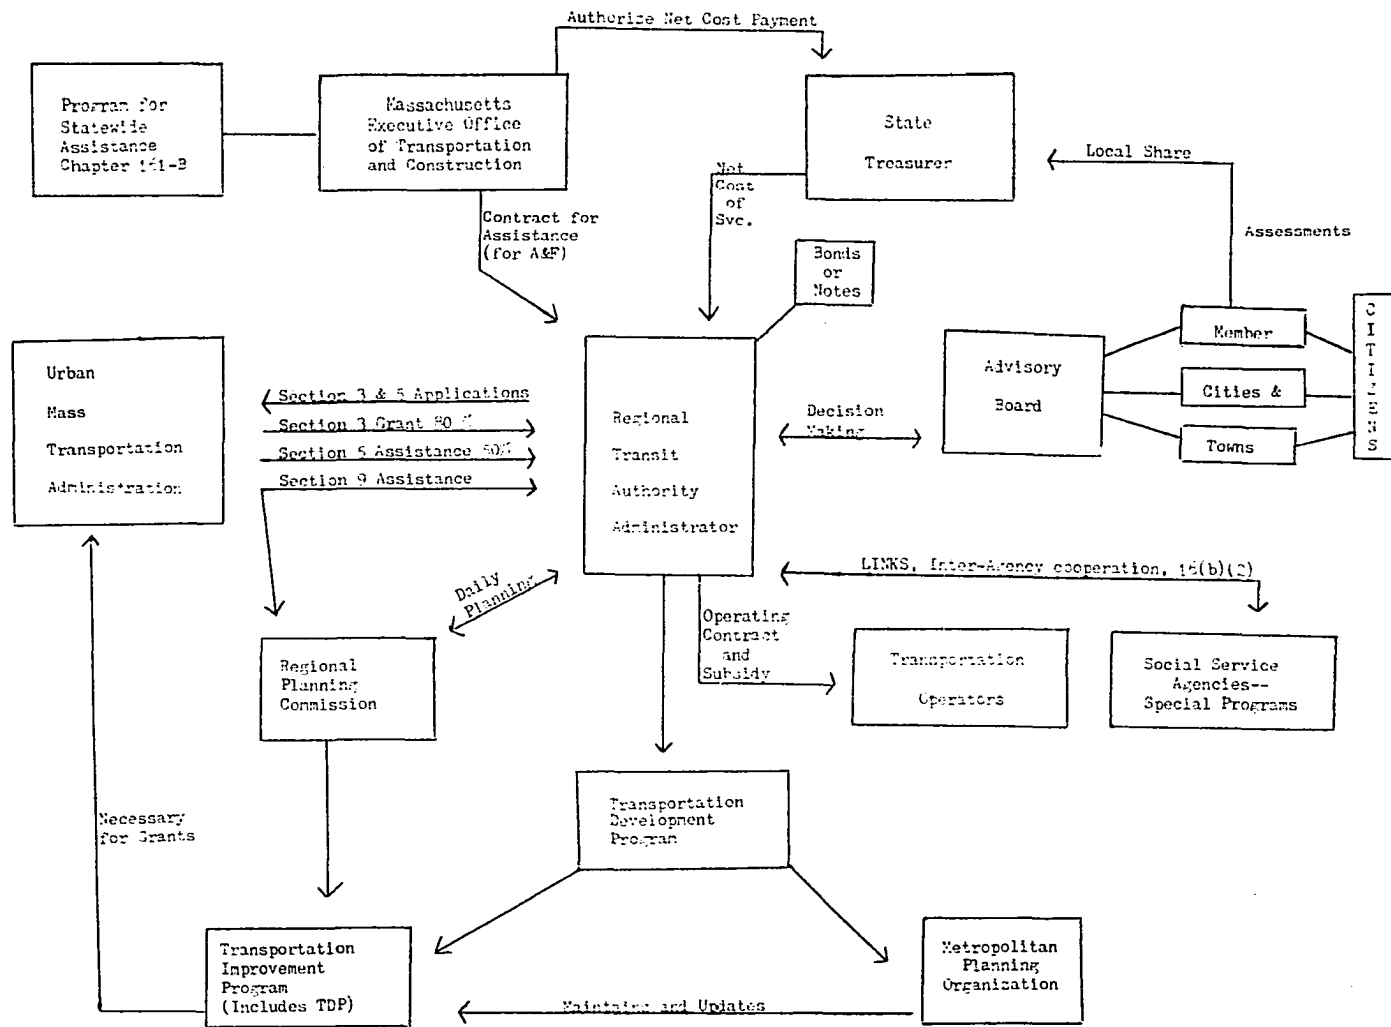 Authorize Net Cost Payment
Program for
Statewide
Assistance
Chapter 161-B
Massachusetts
Executive Office
of Transportation
and Construction
State
Treasurer
Local Share
Net
Cost
of
Svc.
Contract for
Assistance
(for A&F)
Assessments
Bonds
or
Notes
Urban
Mass
Transportation
Administration
Section 3 & 5 Applications
Section 3 Grant 80 %
Section 5 Assistance 50%
Section 9 Assistance
Regional
Transit
Authority
Administrator
Decision
Making
Advisory
Board
Member
Cities &
Towns
CITIZENS
Daily
Planning
LINKS, Inter-Agency cooperation, 16(b)(2)
Operating
Contract
and
Subsidy
Regional
Planning
Commission
Transportation
Operators
Social Service
Agencies--
Special Programs
Necessary
for Grants
Transportation
Development
Program
Transportation
Improvement
Program
(Includes TDP)
Maintains and Updates
Metropolitan
Planning
Organization